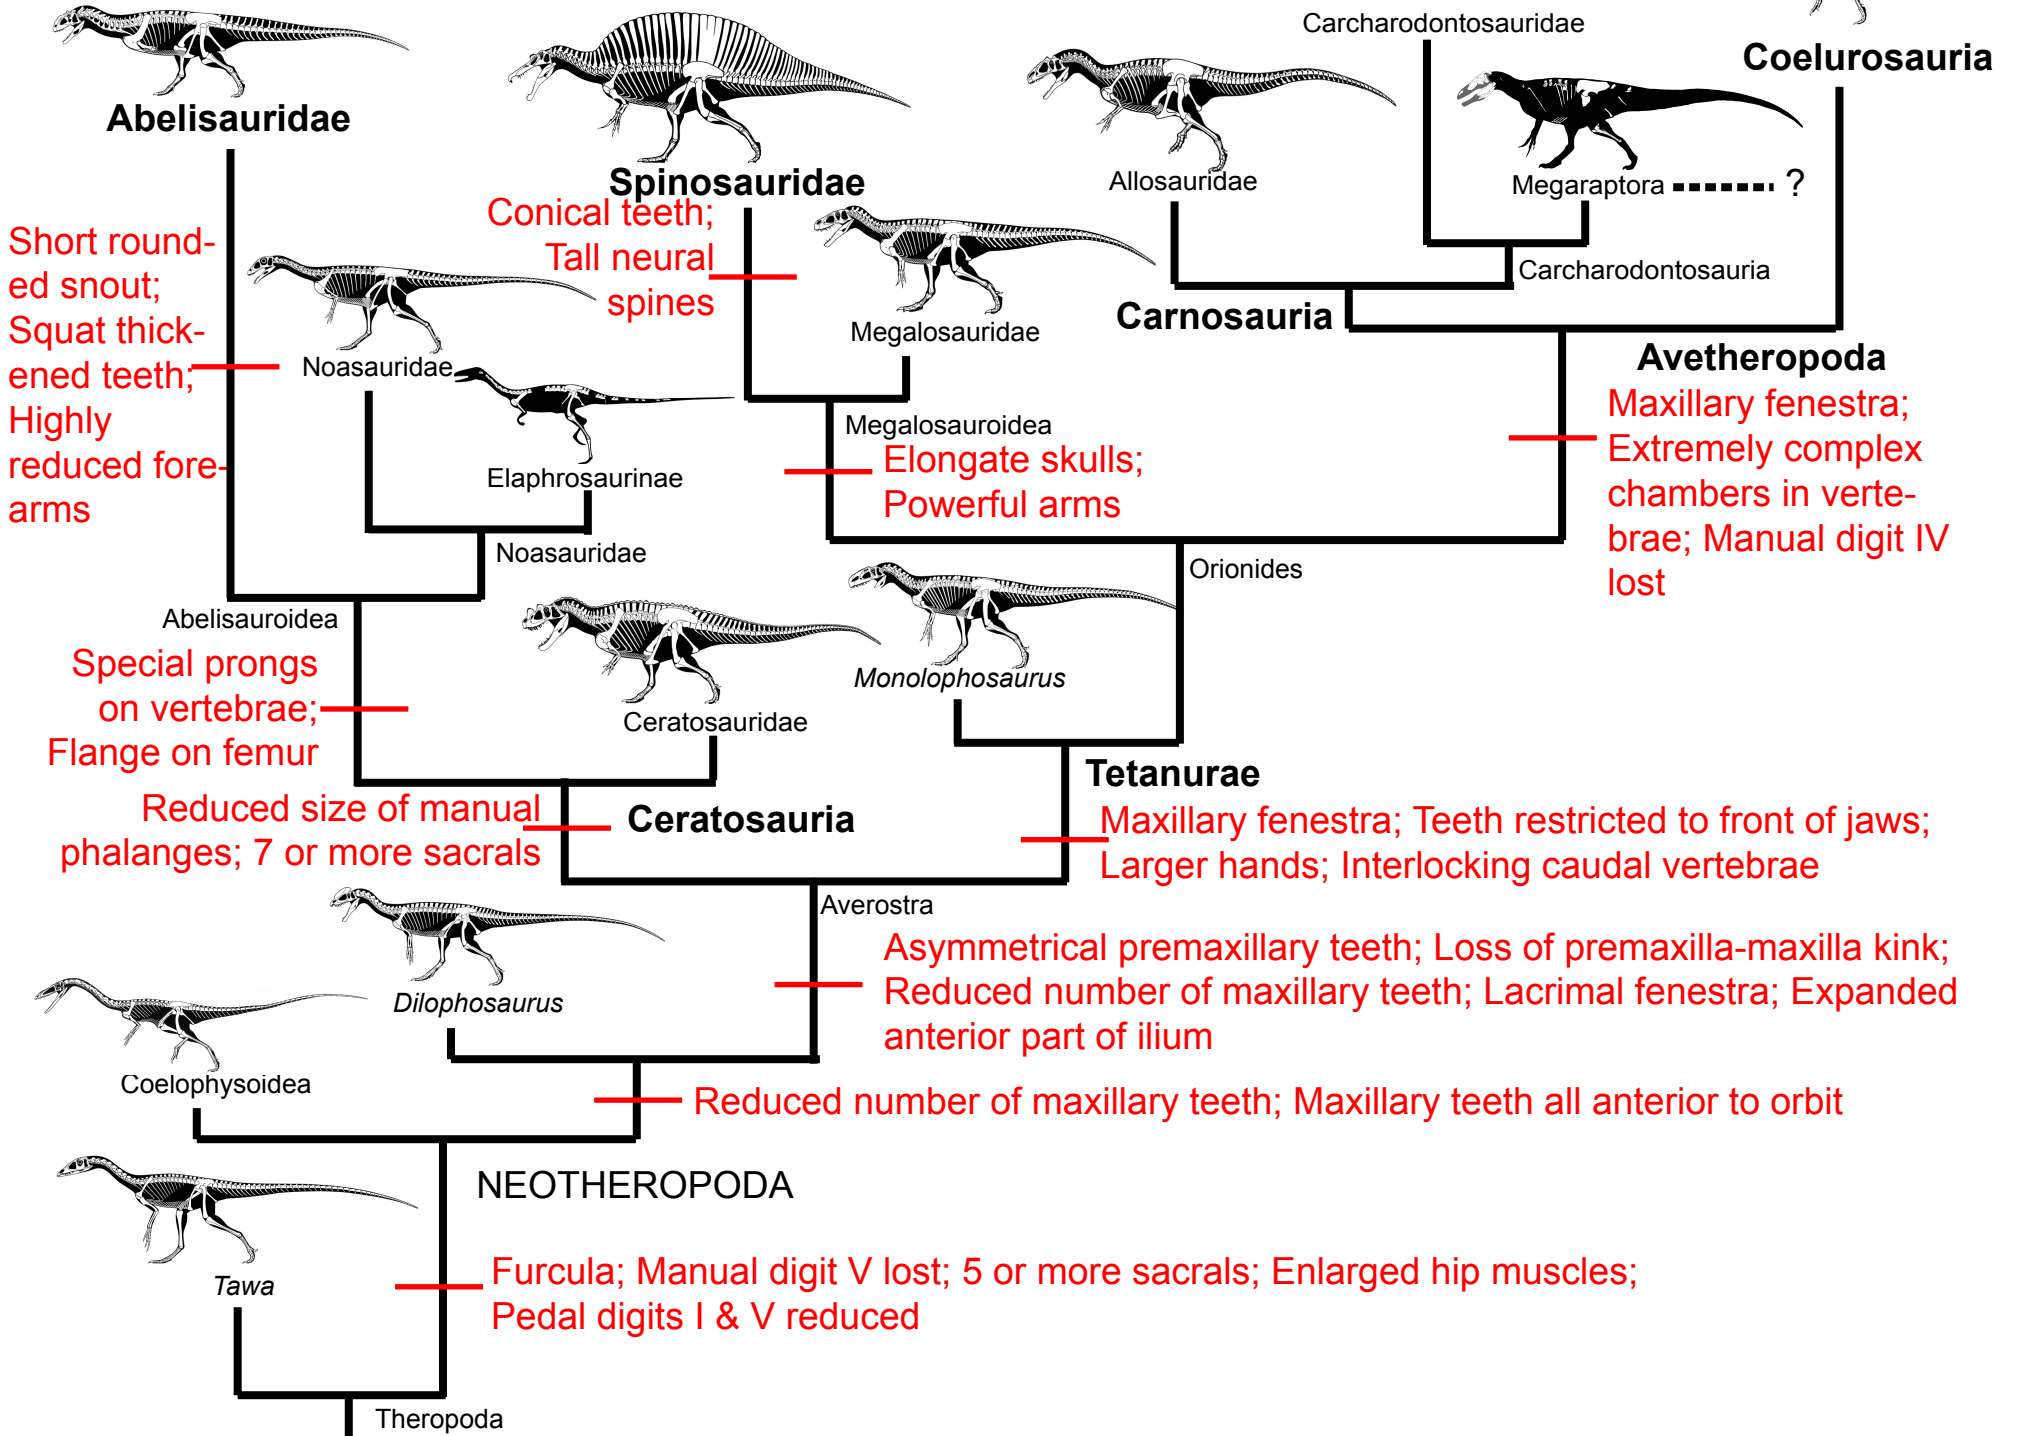 Carcharodontosauridae
Coelurosauria
Abelisauridae
Spinosauridae
Allosauridae
Megaraptora
?
Conical teeth;
Tall neural
spines
Short round-
ed snout;
Squat thick-
ened teeth;
Highly
reduced fore-
arms
Carcharodontosauria
Carnosauria
Megalosauridae
Noasauridae
Avetheropoda
Maxillary fenestra;
Extremely complex
chambers in verte-
brae; Manual digit IV
lost
Megalosauroidea
Elongate skulls;
Powerful arms
Elaphrosaurinae
Noasauridae
Orionides
Abelisauroidea
Special prongs
on vertebrae;
Flange on femur
Monolophosaurus
Ceratosauridae
Tetanurae
Maxillary fenestra; Teeth restricted to front of jaws;
Larger hands; Interlocking caudal vertebrae
Reduced size of manual
phalanges; 7 or more sacrals
Ceratosauria
Averostra
Asymmetrical premaxillary teeth; Loss of premaxilla-maxilla kink;
Reduced number of maxillary teeth; Lacrimal fenestra; Expanded
anterior part of ilium
Dilophosaurus
Coelophysoidea
Reduced number of maxillary teeth; Maxillary teeth all anterior to orbit
NEOTHEROPODA
Furcula; Manual digit V lost; 5 or more sacrals; Enlarged hip muscles;
Pedal digits I & V reduced
Tawa
Theropoda